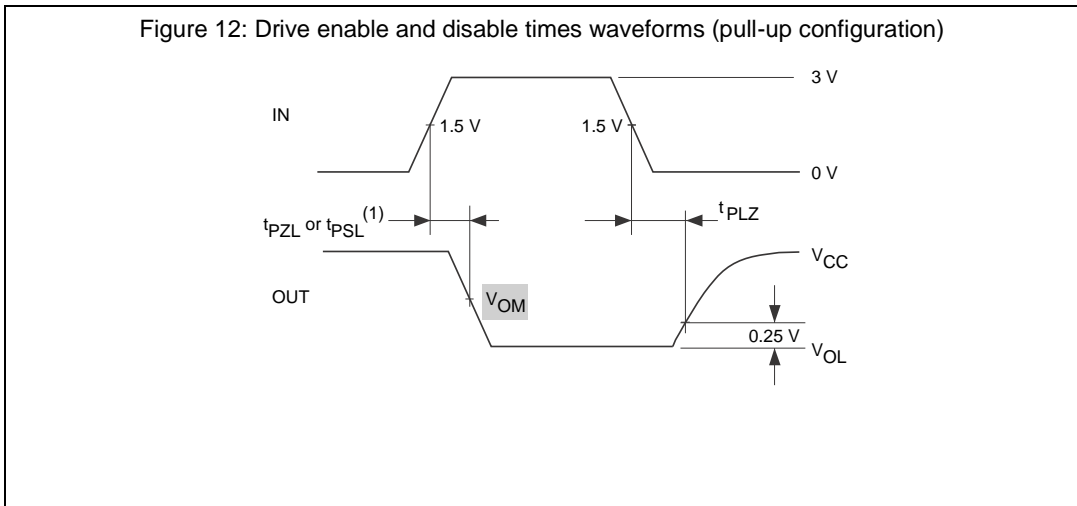 Figure 12: Drive enable and disable times waveforms (pull-up configuration)
3 V
IN
1.5 V
1.5 V
0 V
tPZL or tPSL(1)
tPLZ
VCC
OUT
VOM
0.25 V
VOL